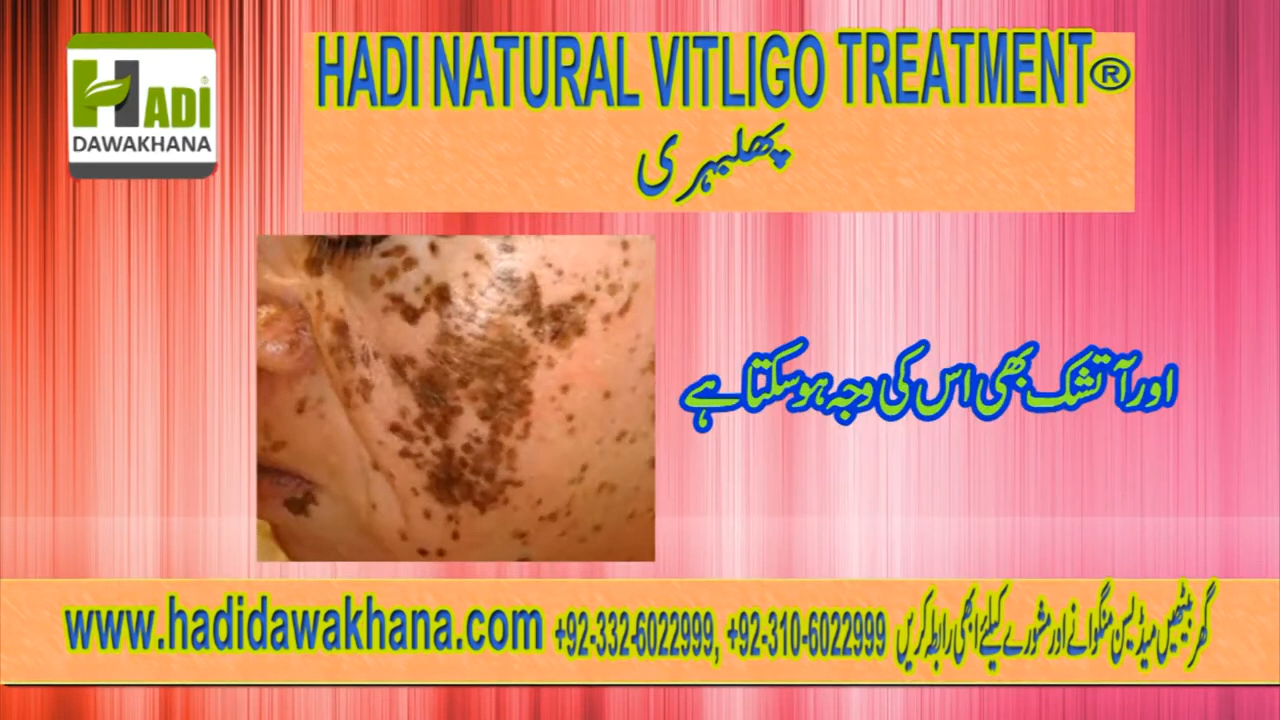 HADI
DAWAKHANA
HADI NATURAL VITLIGO TREATMENT®
پھلبہری
اور آتشک بھی اس کی وجہ ہو سکتا ہے
www.hadidawakhana.com +92-332-6022999, +92-310-6022999 گھر بیٹھیں میڈیسن منگوانے اور مشورے کیلئے ابھی رابطہ کریں